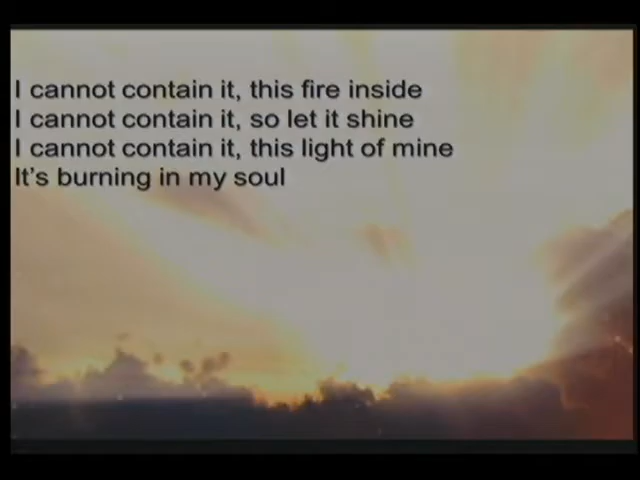 I cannot contain it, this fire inside
I cannot contain it, so let it shine
I cannot contain it, this light of mine
It's burning in my soul